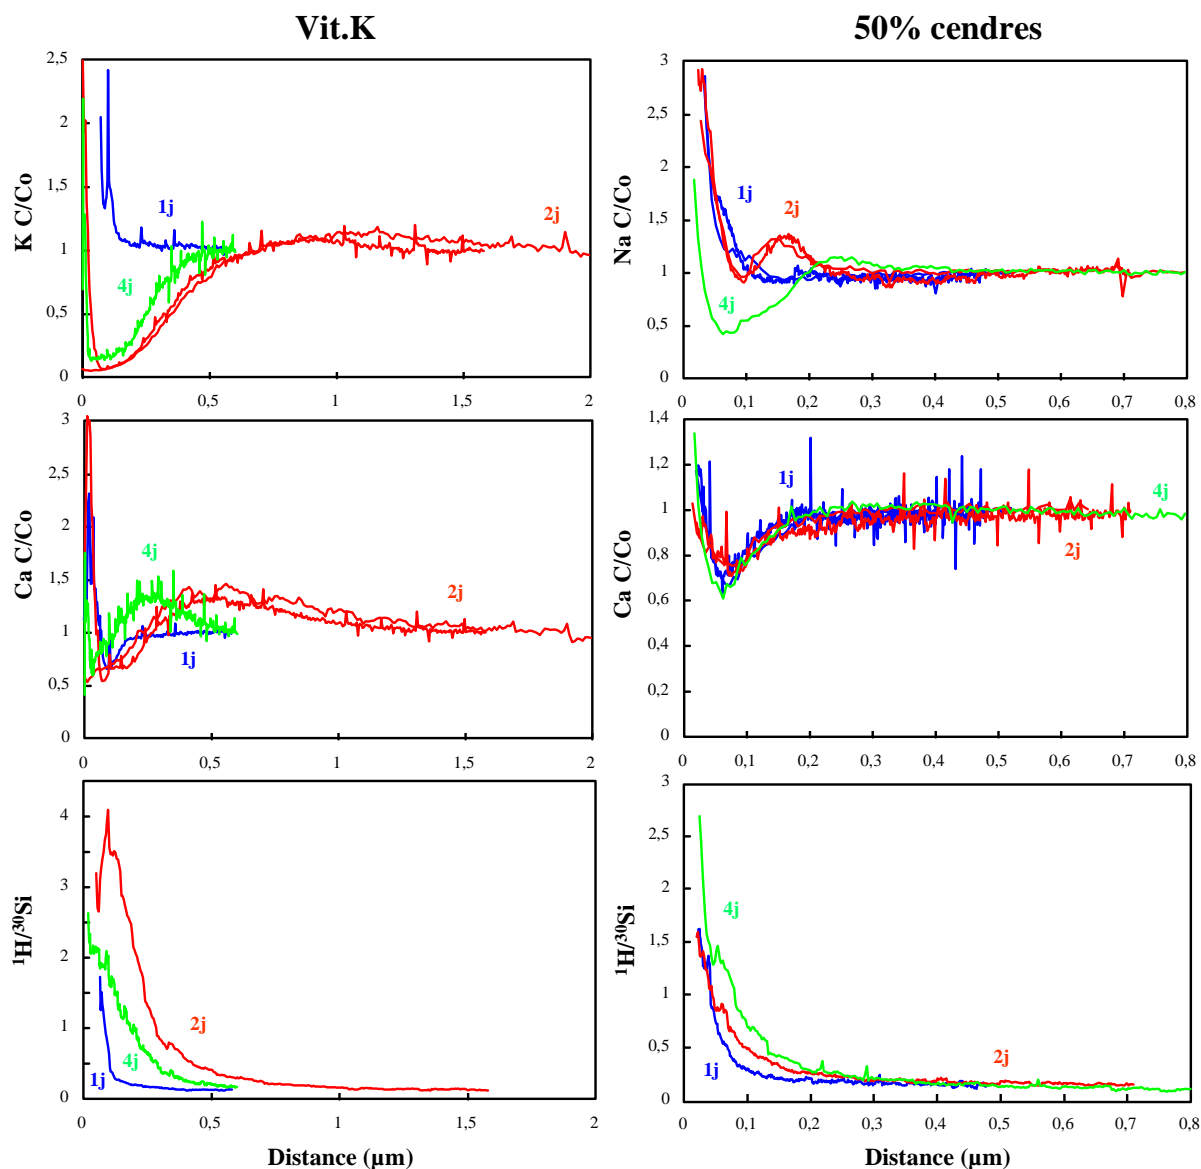 Vit.K
50% cendres
2,5
2
1,5
1
0,5
0
K C/Co
1j
2j
4j
0
0,5
1
1,5
2
3
2,5
2
1,5
1
0,5
0
Na C/Co
1j
2j
4j
0
0,1
0,2
0,3
0,4
0,5
0,6
0,7
0,8
3
2,5
2
1,5
1
0,5
0
Ca C/Co
4j
2j
1j
0
0,5
1
1,5
2
1,4
1,2
1
0,8
0,6
0,4
0,2
0
Ca C/Co
1j
4j
2j
0
0,1
0,2
0,3
0,4
0,5
0,6
0,7
0,8
4
3
2
1
0
¹H/³⁰Si
2j
4j
1j
0
0,5
1
1,5
2
Distance (µm)
3
2,5
2
1,5
1
0,5
0
¹H/³⁰Si
4j
1j
2j
0
0,1
0,2
0,3
0,4
0,5
0,6
0,7
0,8
Distance (µm)